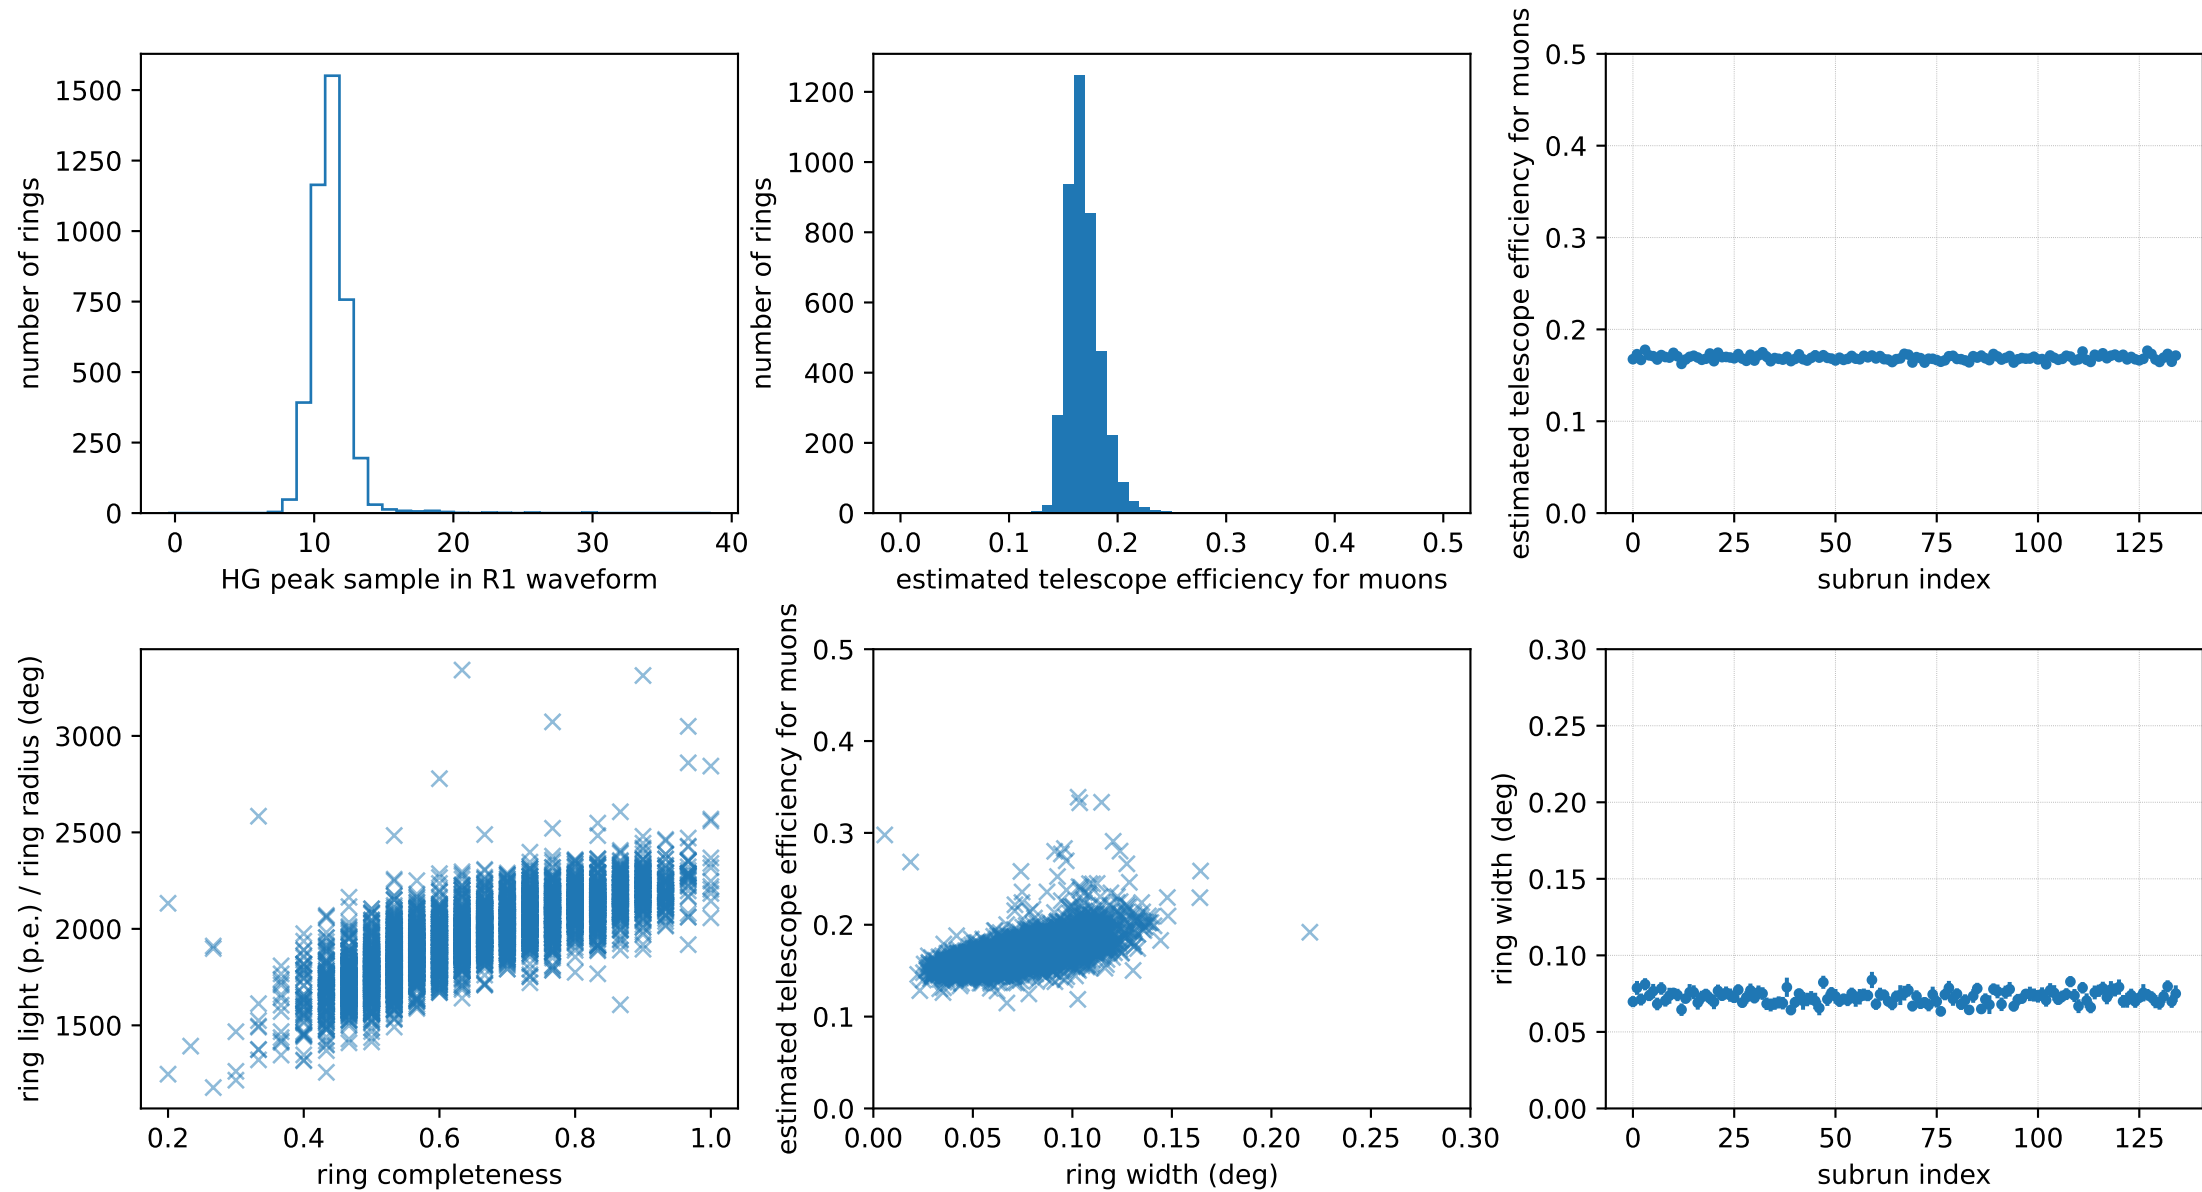 number of rings
1500
1250
1000
750
500
250
0
0 10 20 30 40
HG peak sample in R1 waveform
number of rings
1200
1000
800
600
400
200
0
0.0 0.1 0.2 0.3 0.4 0.5
estimated telescope efficiency for muons
estimated telescope efficiency for muons
0.5
0.4
0.3
0.2
0.1
0.0
0 25 50 75 100 125
subrun index
ring light (p.e.) / ring radius (deg)
3000
2500
2000
1500
0.2 0.4 0.6 0.8 1.0
ring completeness
estimated telescope efficiency for muons
0.5
0.4
0.3
0.2
0.1
0.0
0.00 0.05 0.10 0.15 0.20 0.25 0.30
ring width (deg)
ring width (deg)
0.30
0.25
0.20
0.15
0.10
0.05
0.00
0 25 50 75 100 125
subrun index